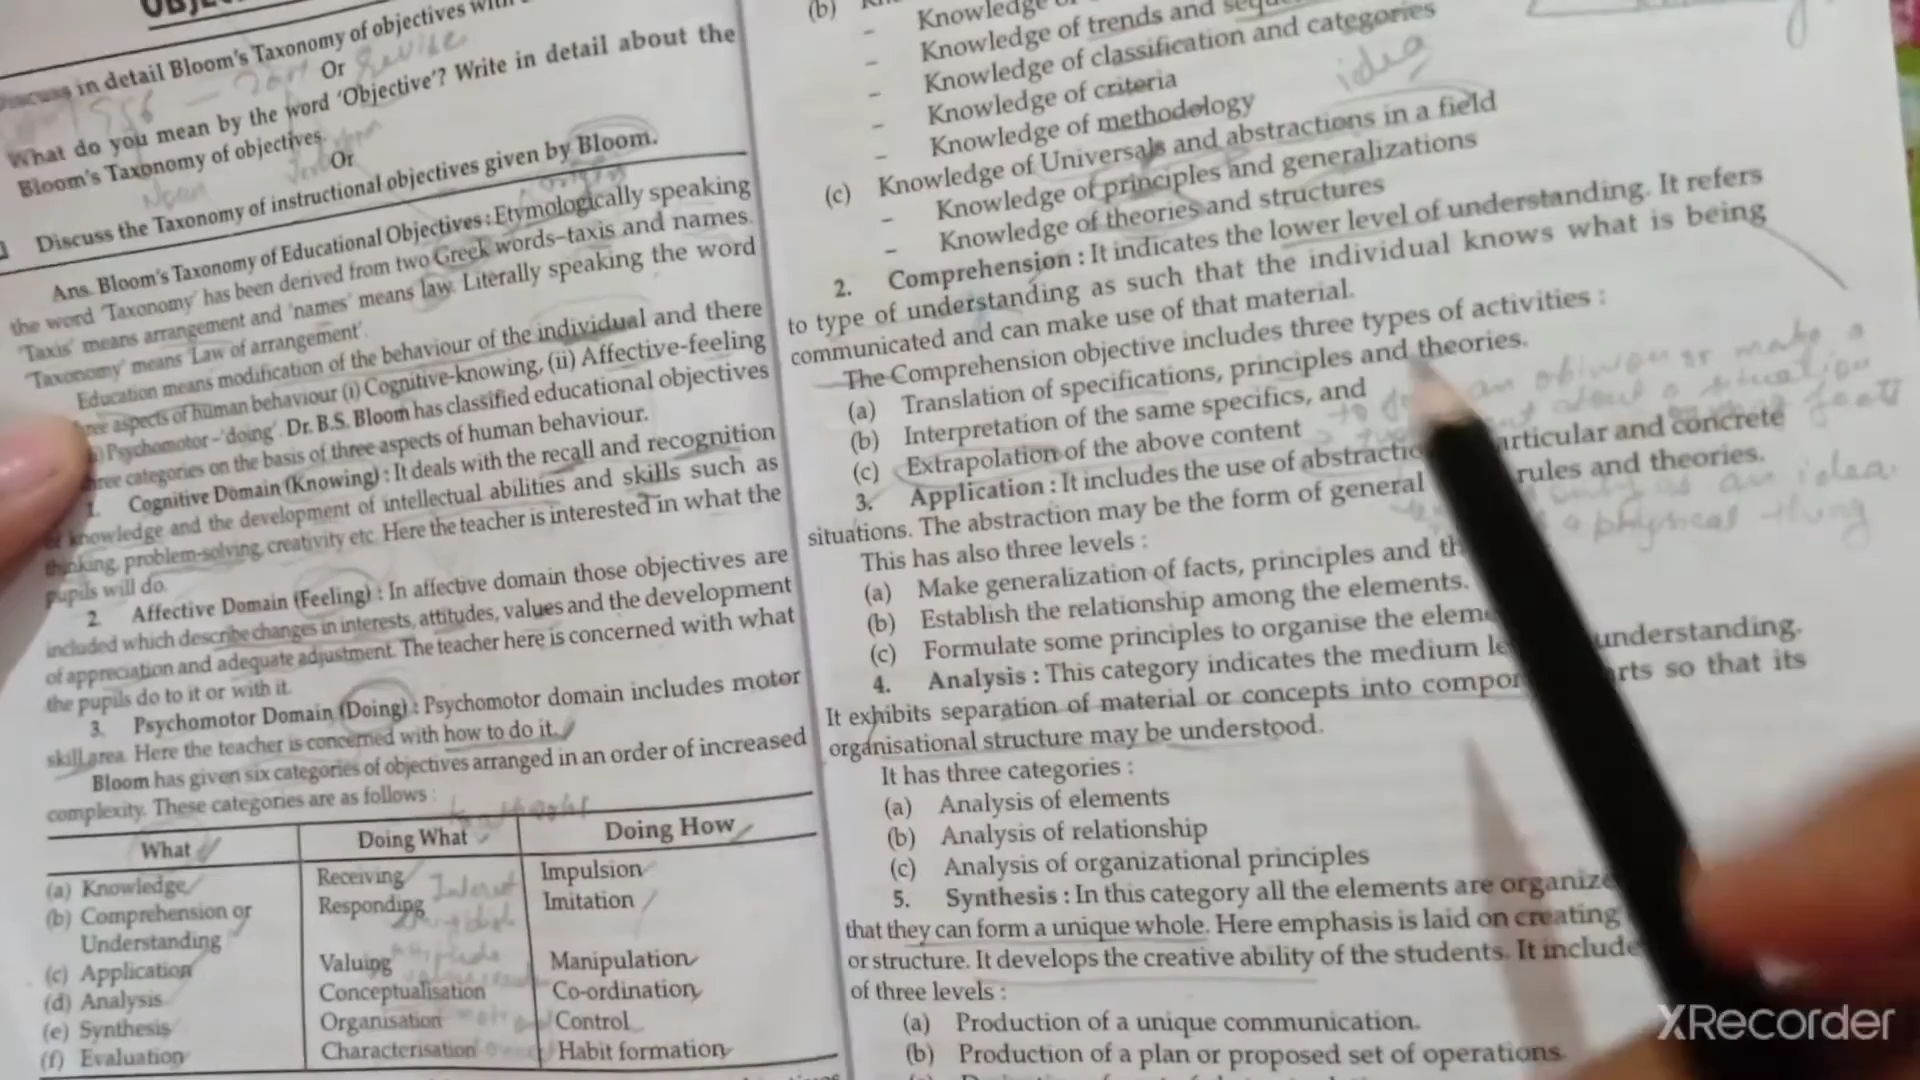 in detail Bloom's Taxonomy of objectives
Or
What do you mean by the word 'Objective'? Write in detail about the
Bloom's Taxonomy of objectives.
Or
Discuss the Taxonomy of instructional objectives given by Bloom.
Ans. Bloom's Taxonomy of Educational Objectives : Etymologically speaking
the word 'Taxonomy' has been derived from two Greek words–taxis and names.
'Taxis' means arrangement and 'names' means law. Literally speaking the word
'Taxonomy' means 'Law of arrangement'.
Education means modification of the behaviour of the individual and there
aspects of human behaviour (i) Cognitive-knowing, (ii) Affective-feeling
Psychomotor–'doing'. Dr. B.S. Bloom has classified educational objectives
three categories on the basis of three aspects of human behaviour.
1. Cognitive Domain (Knowing) : It deals with the recall and recognition
of knowledge and the development of intellectual abilities and skills such as
thinking, problem-solving, creativity etc. Here the teacher is interested in what the
pupils will do.
2. Affective Domain (Feeling) : In affective domain those objectives are
included which describe changes in interests, attitudes, values and the development
of appreciation and adequate adjustment. The teacher here is concerned with what
the pupils do to it or with it.
3. Psychomotor Domain (Doing) : Psychomotor domain includes motor
skill area. Here the teacher is concerned with how to do it.
Bloom has given six categories of objectives arranged in an order of increased
complexity. These categories are as follows :
What Doing What Doing How
(a) Knowledge Receiving Impulsion
(b) Comprehension or Responding Imitation
Understanding
(c) Application Valuing Manipulation
(d) Analysis Conceptualisation Co-ordination
(e) Synthesis Organisation Control
(f) Evaluation Characterisation Habit formation
(b)
– Knowledge
– Knowledge of trends and
– Knowledge of classification and categories
– Knowledge of criteria
– Knowledge of methodology
idea
(c) Knowledge of Universals and abstractions in a field
– Knowledge of principles and generalizations
– Knowledge of theories and structures
2. Comprehension : It indicates the lower level of understanding. It refers
to type of understanding as such that the individual knows what is being
communicated and can make use of that material.
The Comprehension objective includes three types of activities :
(a) Translation of specifications, principles and theories.
(b) Interpretation of the same specifics, and
(c) Extrapolation of the above content
3. Application : It includes the use of particular and concrete
situations. The abstraction may be the form of general rules and theories.
This has also three levels :
(a) Make generalization of facts, principles and
(b) Establish the relationship among the elements.
(c) Formulate some principles to organise the
4. Analysis : This category indicates the medium understanding.
It exhibits separation of material or concepts into so that its
organisational structure may be understood.
It has three categories :
(a) Analysis of elements
(b) Analysis of relationship
(c) Analysis of organizational principles
5. Synthesis : In this category all the elements are
that they can form a unique whole. Here emphasis is laid on creating
or structure. It develops the creative ability of the students. It
of three levels :
(a) Production of a unique communication.
(b) Production of a plan or proposed set of operations.
as an idea
a physical thing
XRecorder